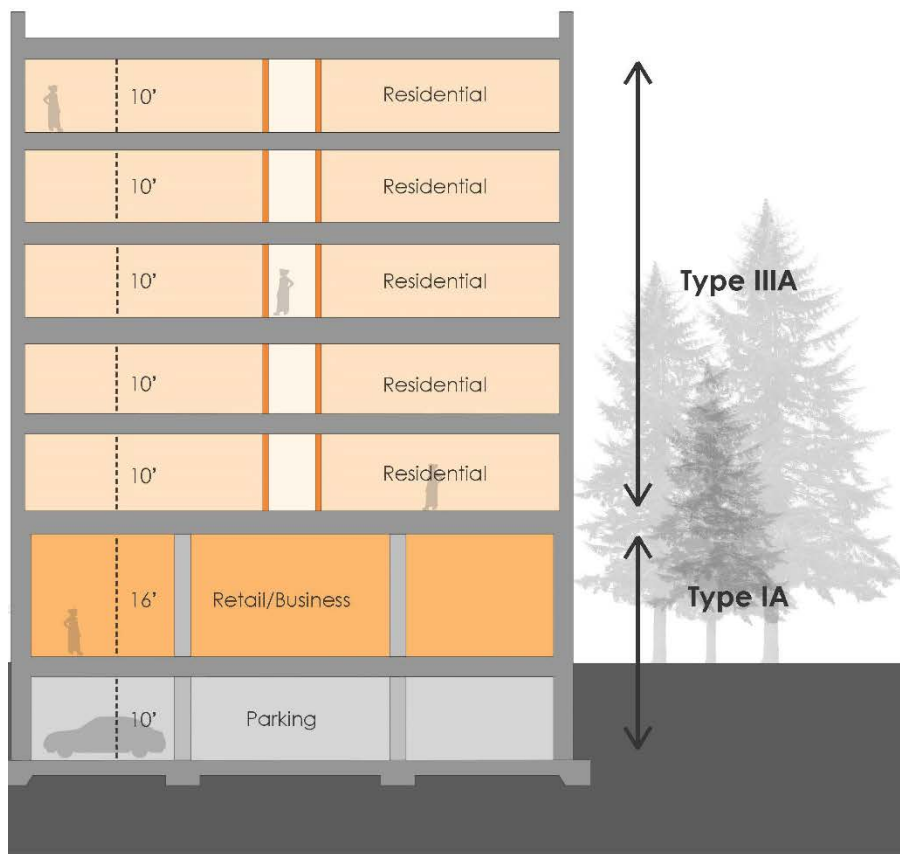 10' Residential
10' Residential
10' Residential
Type IIIA
10' Residential
10' Residential
16' Retail/Business
Type IA
10' Parking